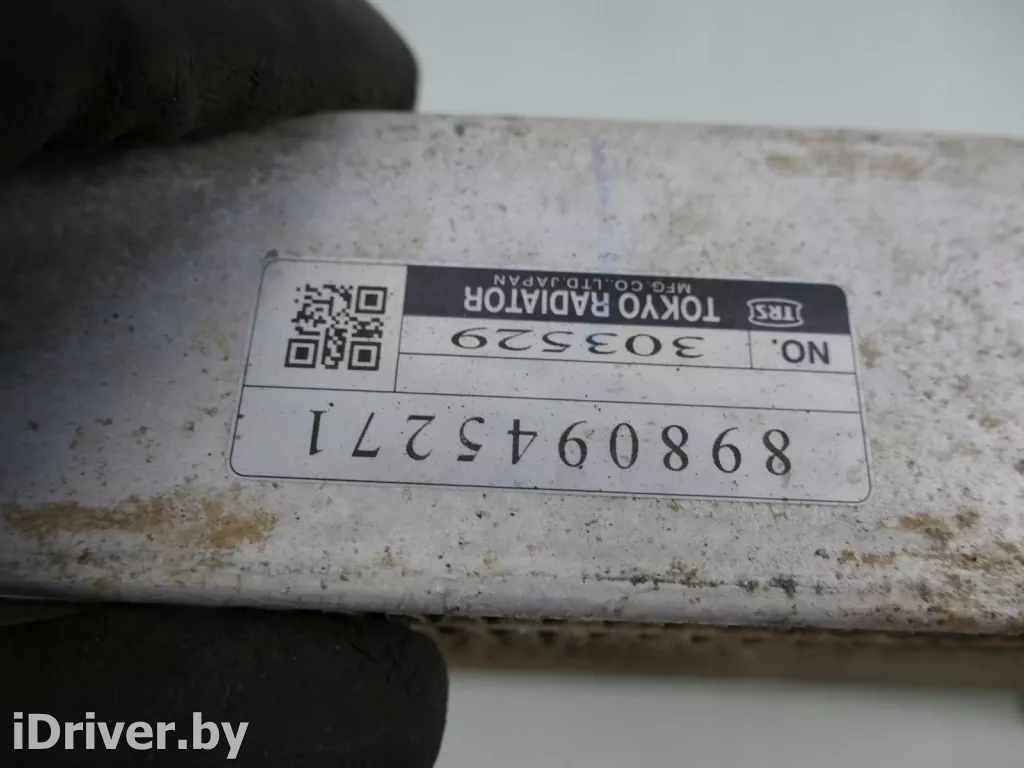 8980945271
NO. 303529
TRS TOKYO RADIATOR
MFG.CO.,LTD.JAPAN
iDriver.by